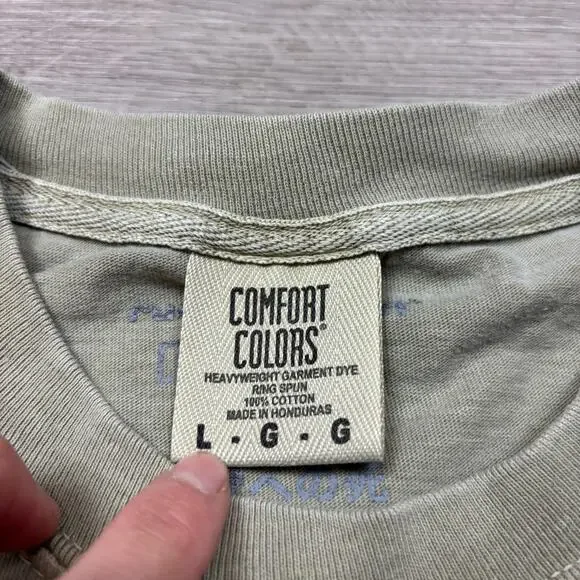 COMFORT
COLORS®
HEAVYWEIGHT GARMENT DYE
RING SPUN
100% COTTON
MADE IN HONDURAS
L - G - G